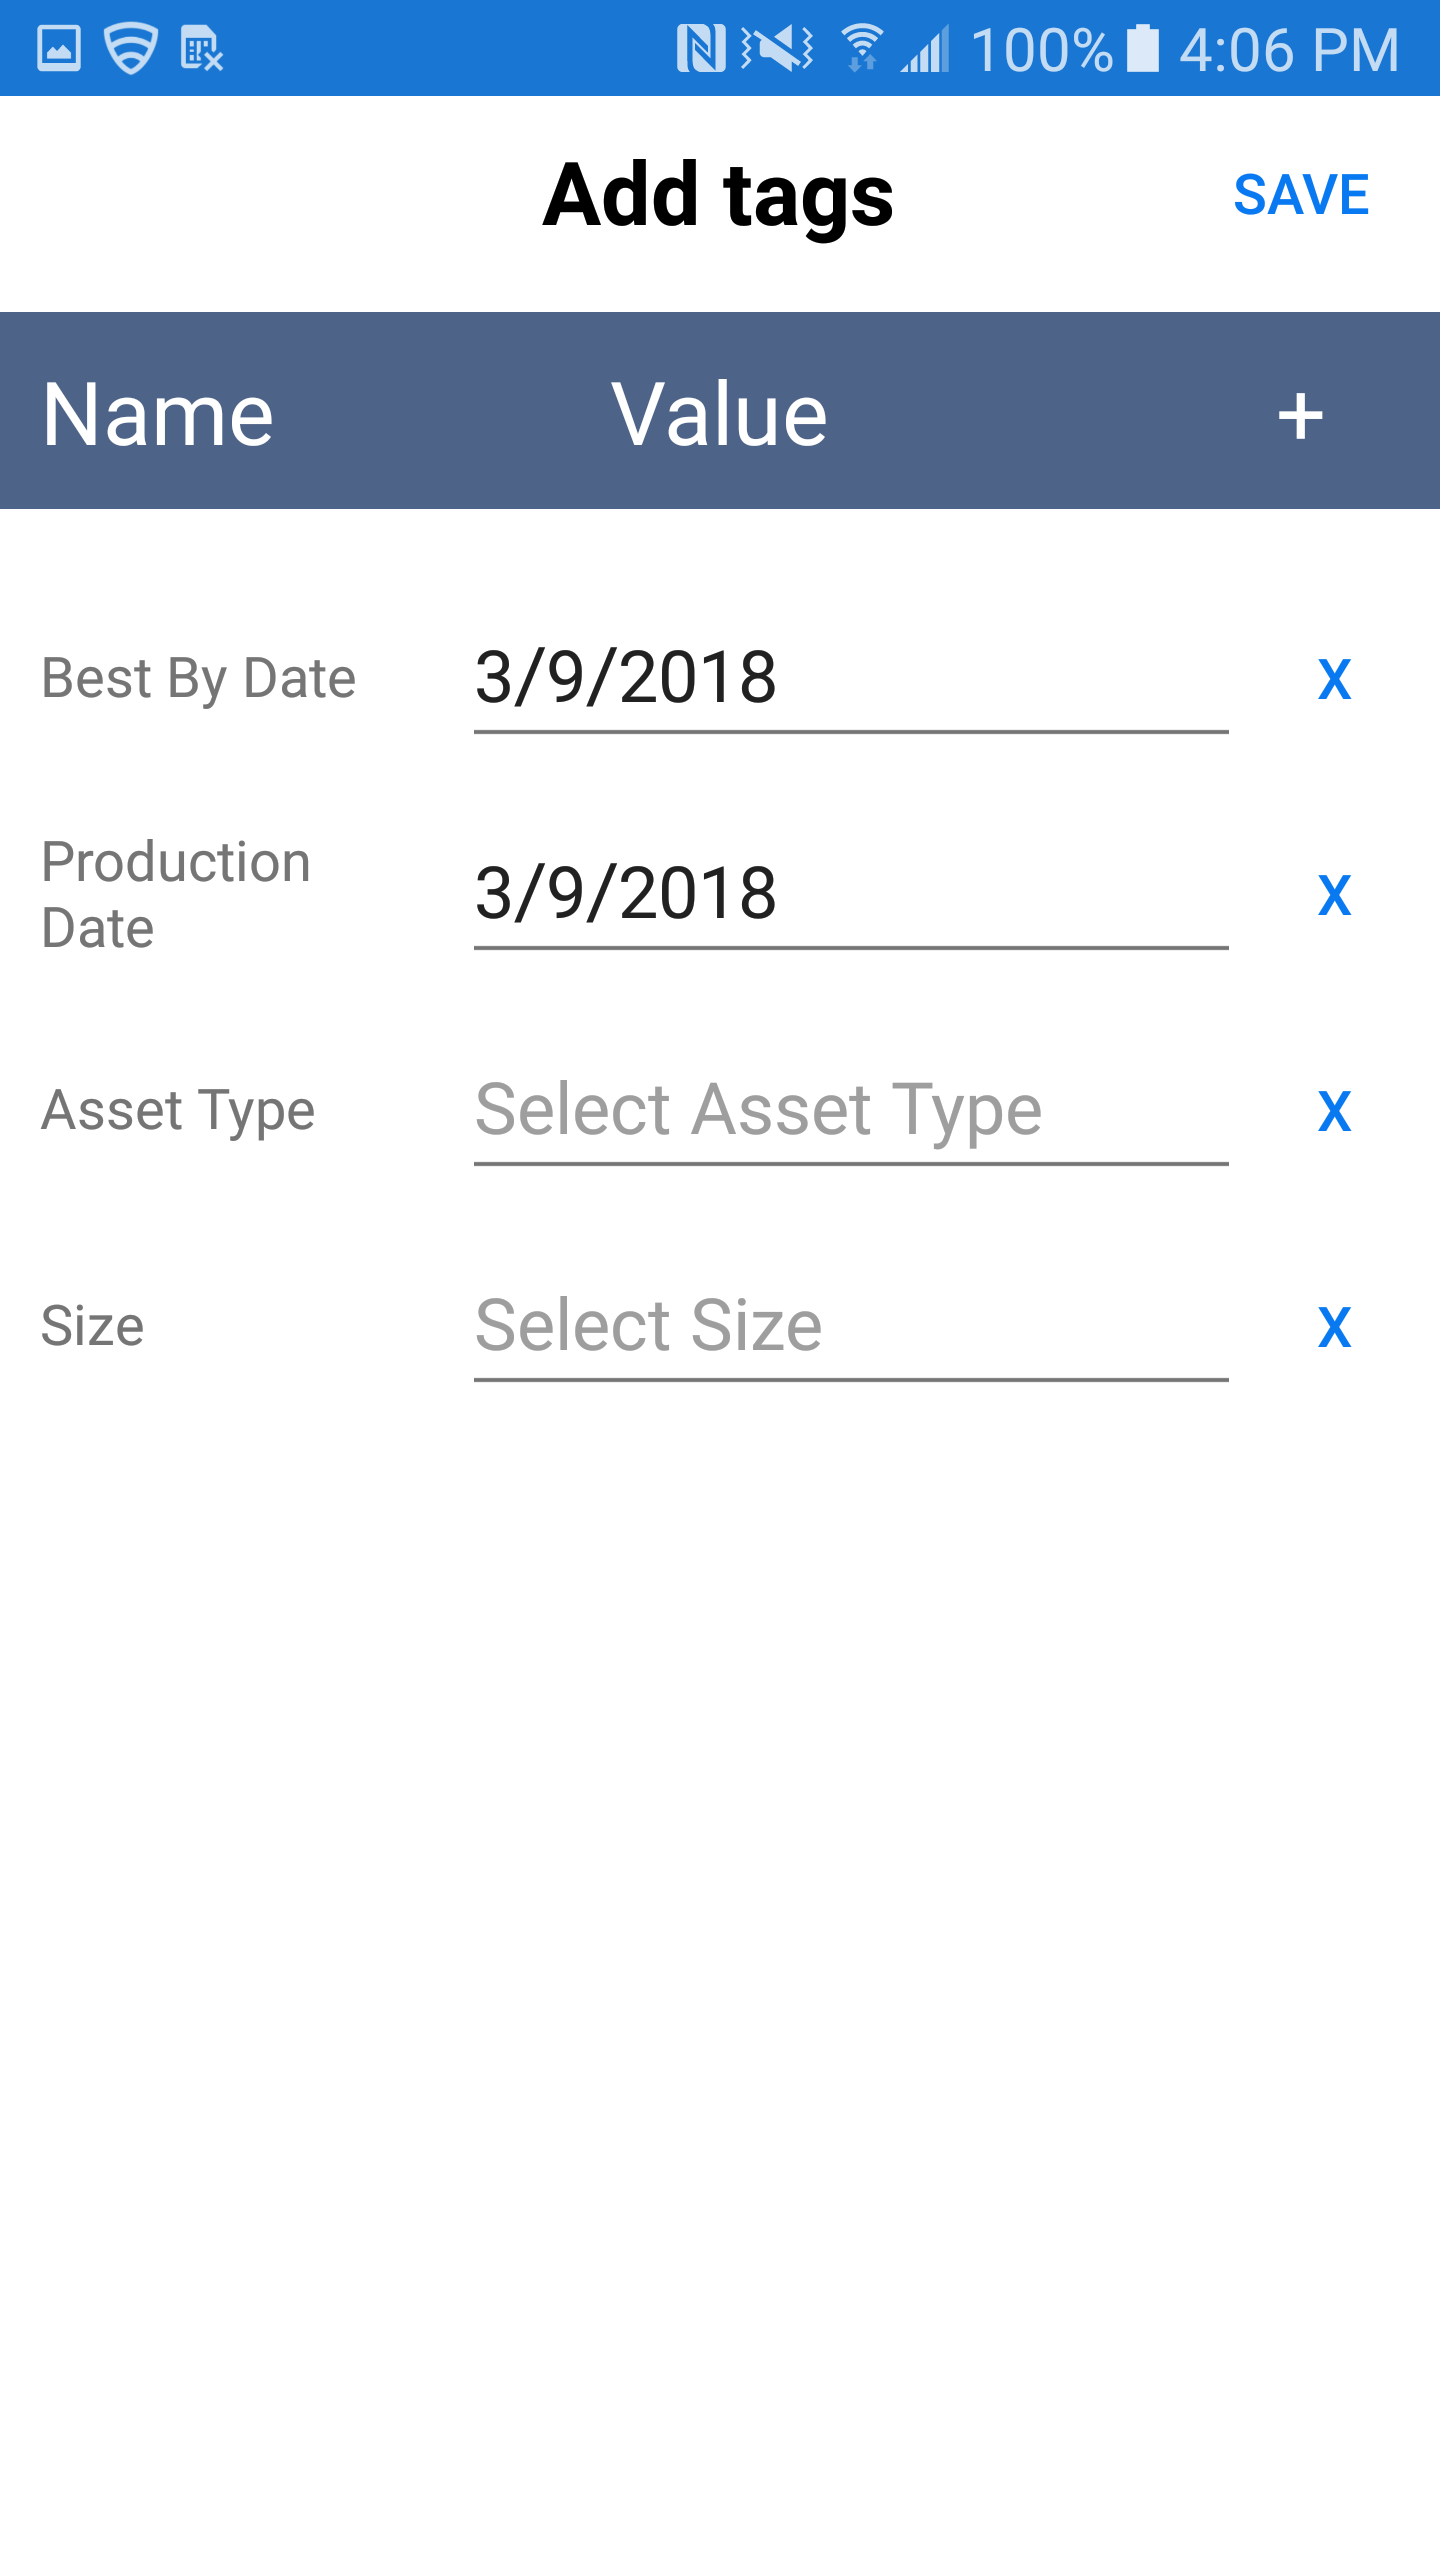 100% 4:06 PM
Add tags SAVE
Name Value +
Best By Date 3/9/2018 X
Production
Date 3/9/2018 X
Asset Type Select Asset Type X
Size Select Size X